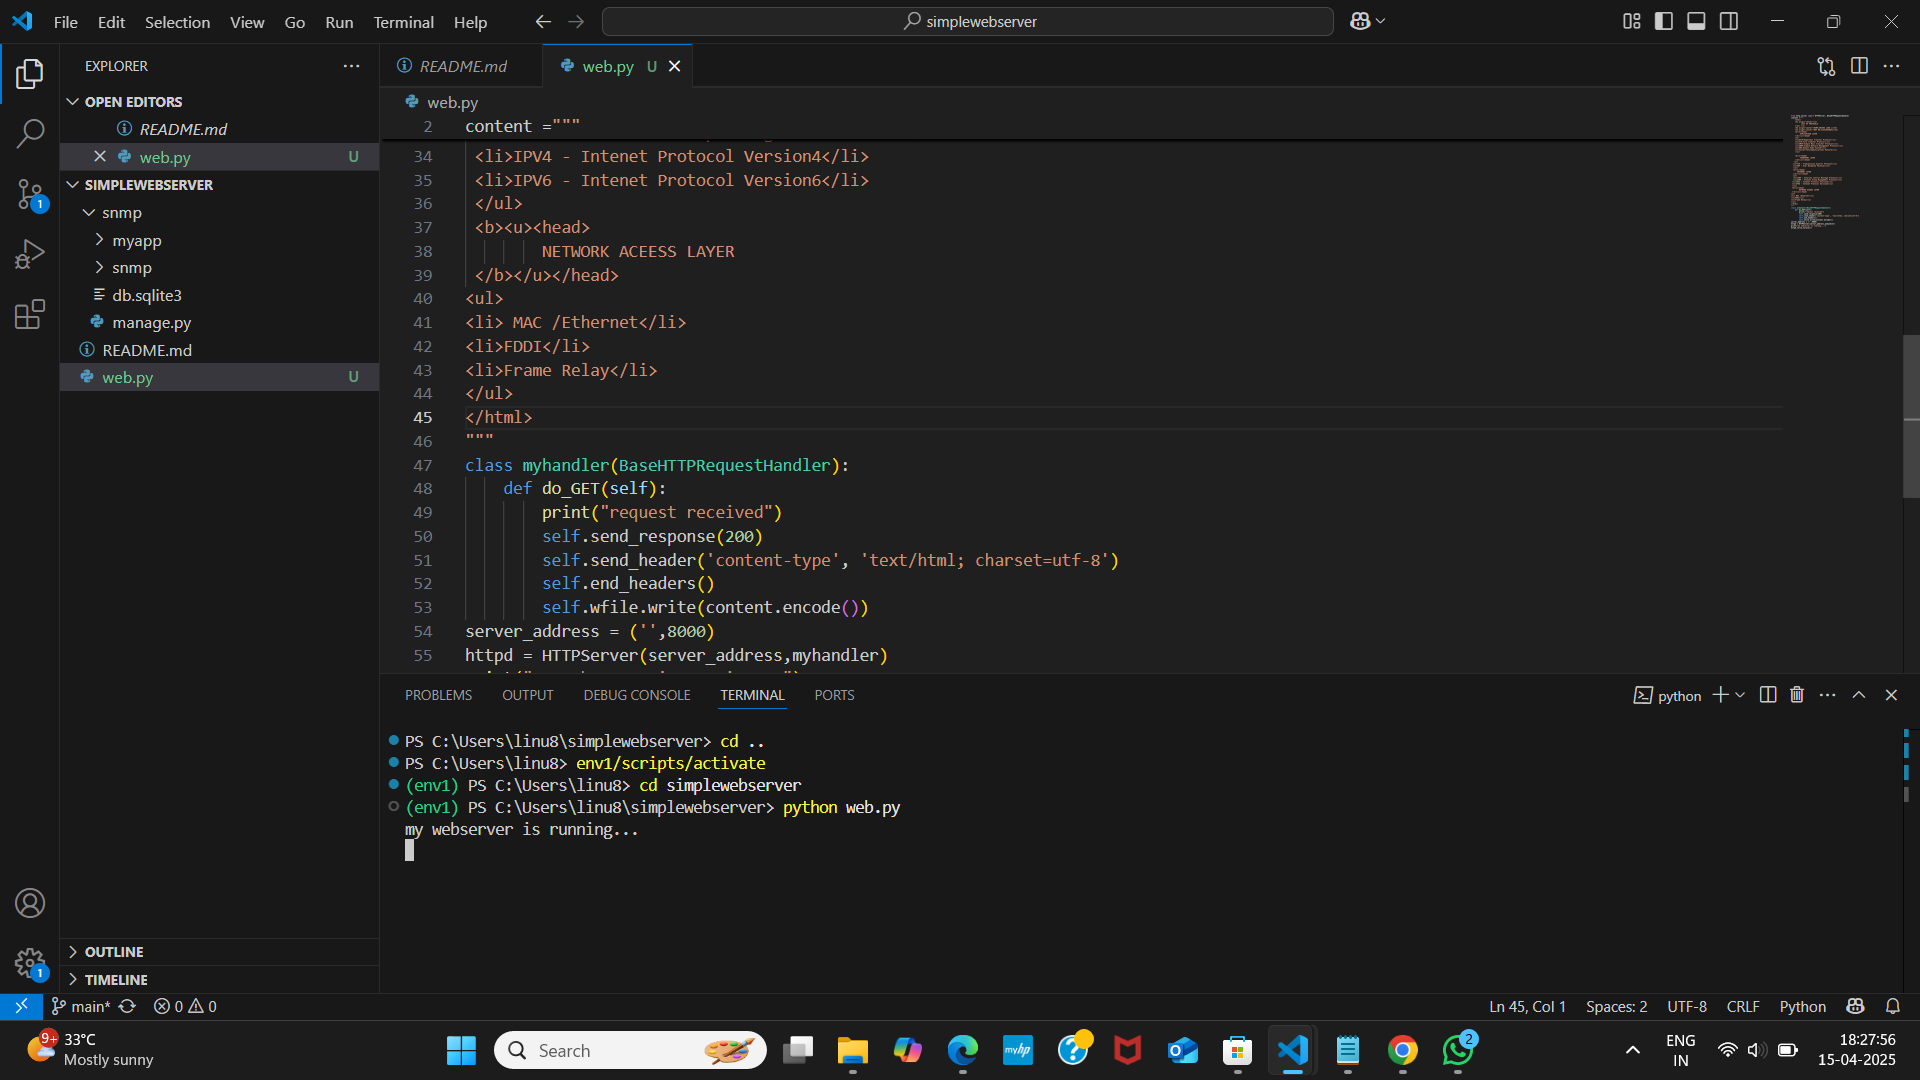 File Edit Selection View Go Run Terminal Help
simplewebserver
EXPLORER
OPEN EDITORS
README.md
web.py U
SIMPLEWEBSERVER
snmp
myapp
snmp
db.sqlite3
manage.py
README.md
web.py U
OUTLINE
TIMELINE
1
1
README.md
web.py U
web.py
2 content ="""
34 <li>IPV4 - Intenet Protocol Version4</li>
35 <li>IPV6 - Intenet Protocol Version6</li>
36 </ul>
37 <b><u><head>
38 NETWORK ACEESS LAYER
39 </b></u></head>
40 <ul>
41 <li> MAC /Ethernet</li>
42 <li>FDDI</li>
43 <li>Frame Relay</li>
44 </ul>
45 </html>
46 """
47 class myhandler(BaseHTTPRequestHandler):
48 def do_GET(self):
49 print("request received")
50 self.send_response(200)
51 self.send_header('content-type', 'text/html; charset=utf-8')
52 self.end_headers()
53 self.wfile.write(content.encode())
54 server_address = ('',8000)
55 httpd = HTTPServer(server_address,myhandler)
PROBLEMS OUTPUT DEBUG CONSOLE TERMINAL PORTS
python
PS C:\Users\linu8\simplewebserver> cd ..
PS C:\Users\linu8> env1/scripts/activate
(env1) PS C:\Users\linu8> cd simplewebserver
(env1) PS C:\Users\linu8\simplewebserver> python web.py
my webserver is running...
main* 0 0
Ln 45, Col 1 Spaces: 2 UTF-8 CRLF Python
9+ 33°C
Mostly sunny
Search
myhp
2
ENG
IN
18:27:56
15-04-2025